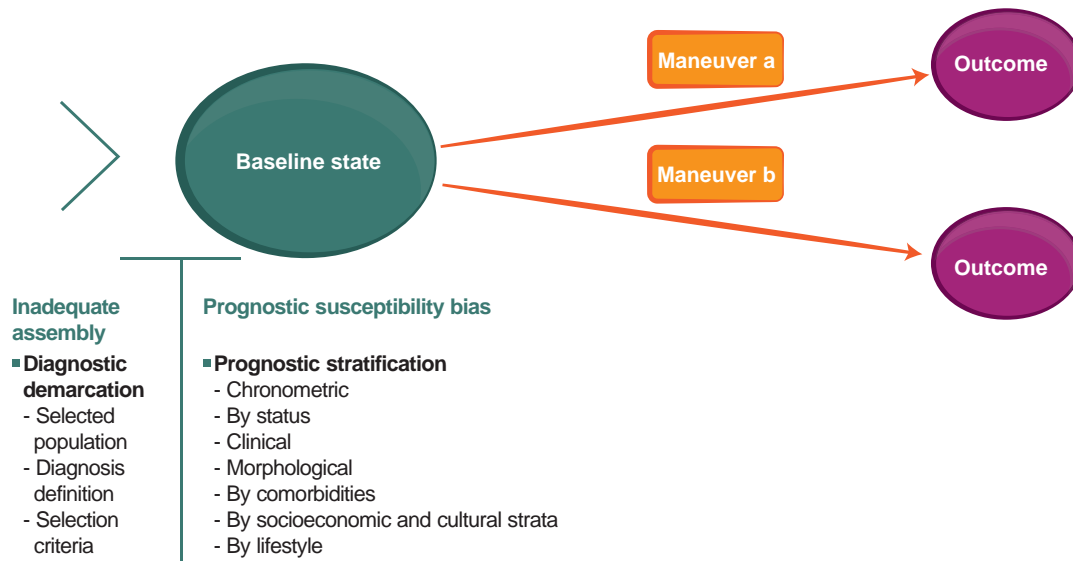 Maneuver a
Outcome
Baseline state
Maneuver b
Outcome
Inadequate
assembly
▪Diagnostic
demarcation
- Selected
population
- Diagnosis
definition
- Selection
criteria
Prognostic susceptibility bias
▪Prognostic stratification
- Chronometric
- By status
- Clinical
- Morphological
- By comorbidities
- By socioeconomic and cultural strata
- By lifestyle